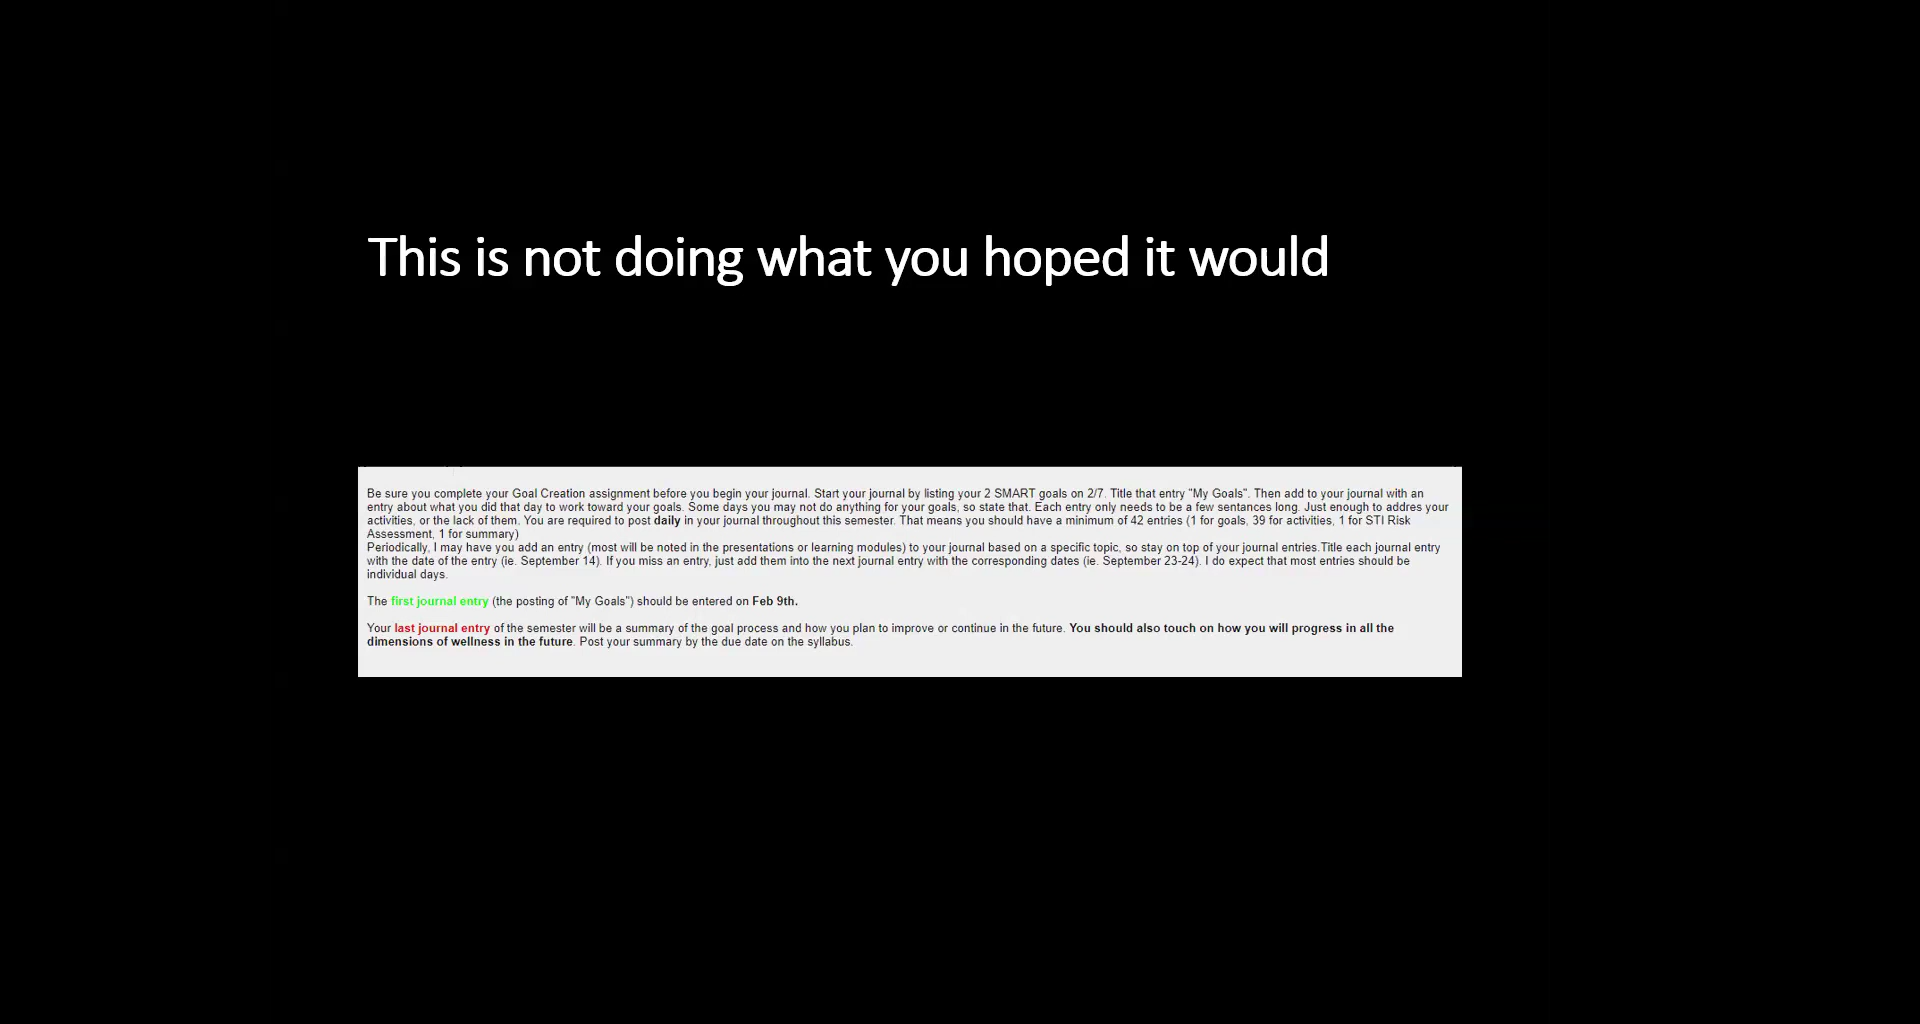 This is not doing what you hoped it would
Be sure you complete your Goal Creation assignment before you begin your journal. Start your journal by listing your 2 SMART goals on 2/7. Title that entry "My Goals". Then add to your journal with an
entry about what you did that day to work toward your goals. Some days you may not do anything for your goals, so state that. Each entry only needs to be a few sentences long. Just enough to addres your
activities, or the lack of them. You are required to post daily in your journal throughout this semester. That means you should have a minimum of 42 entries (1 for goals, 39 for activities, 1 for STI Risk
Assessment, 1 for summary)
Periodically, I may have you add an entry (most will be noted in the presentations or learning modules) to your journal based on a specific topic, so stay on top of your journal entries.Title each journal entry
with the date of the entry (ie. September 14). If you miss an entry, just add them into the next journal entry with the corresponding dates (ie. September 23-24). I do expect that most entries should be
individual days.
The first journal entry (the posting of "My Goals") should be entered on Feb 9th.
Your last journal entry of the semester will be a summary of the goal process and how you plan to improve or continue in the future. You should also touch on how you will progress in all the
dimensions of wellness in the future. Post your summary by the due date on the syllabus.